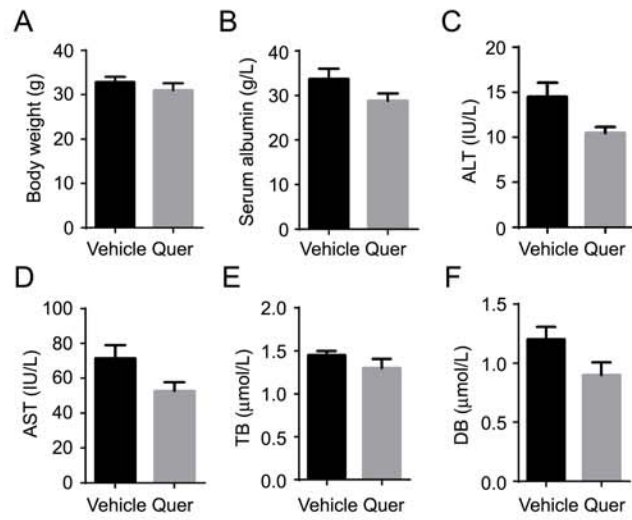 A
Body weight (g)
40
30
20
10
0
Vehicle Quer
B
Serum albumin (g/L)
40
30
20
10
0
Vehicle Quer
C
ALT (IU/L)
20
15
10
5
0
Vehicle Quer
D
AST (IU/L)
100
80
60
40
20
0
Vehicle Quer
E
TB (μmol/L)
2.0
1.5
1.0
0.5
0.0
Vehicle Quer
F
DB (μmol/L)
1.5
1.0
0.5
0.0
Vehicle Quer